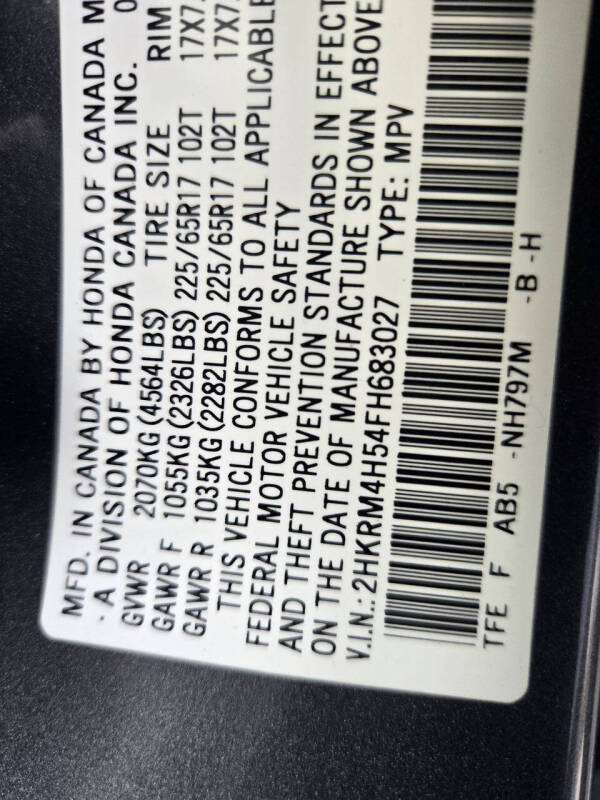 MFD. IN CANADA BY HONDA OF CANADA M
· A DIVISION OF HONDA CANADA INC. 0
GVWR 2070KG (4564LBS) TIRE SIZE RIM
GAWR F 1055KG (2326LBS) 225/65R17 102T 17X7.
GAWR R 1035KG (2282LBS) 225/65R17 102T 17X7.
THIS VEHICLE CONFORMS TO ALL APPLICABLE
FEDERAL MOTOR VEHICLE SAFETY
AND THEFT PREVENTION STANDARDS IN EFFECT
ON THE DATE OF MANUFACTURE SHOWN ABOVE
V.I.N.: 2HKRM4H54FH683027 TYPE: MPV
TFE F AB5 -NH797M -B -H